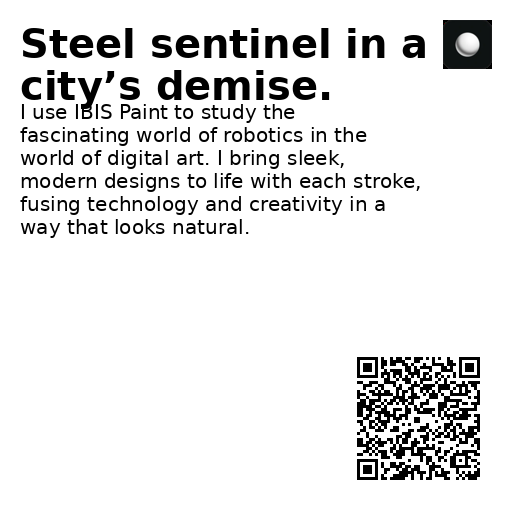 Steel sentinel in a
city’s demise.
I use IBIS Paint to study the
fascinating world of robotics in the
world of digital art. I bring sleek,
modern designs to life with each stroke,
fusing technology and creativity in a
way that looks natural.